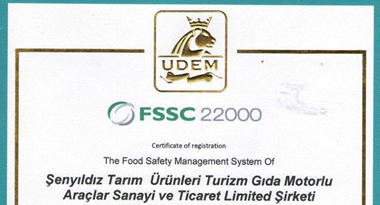 UDEM
FSSC 22000
Certificate of registration
The Food Safety Management System Of
Şenyıldız Tarım Ürünleri Turizm Gıda Motorlu
Araçlar Sanayi ve Ticaret Limited Şirketi